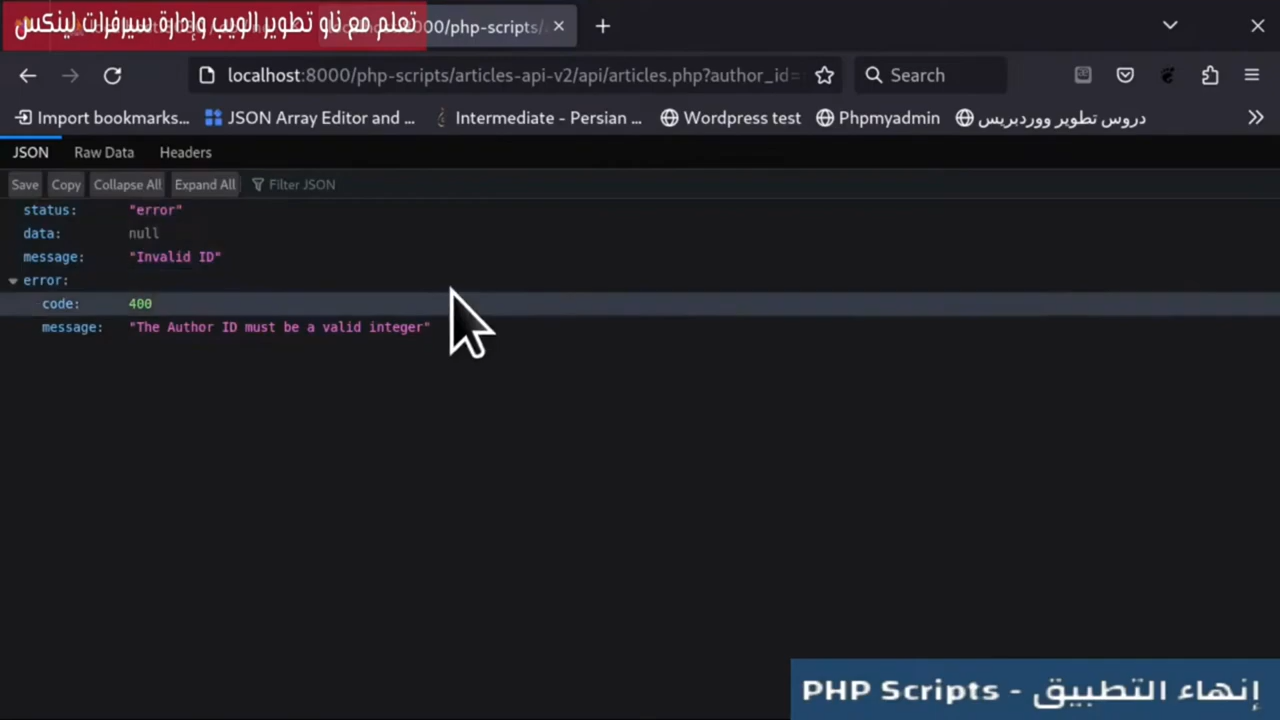 تعلم مع ناو تطوير الويب وإدارة سيرفرات لينكس
000/php-scripts/
localhost:8000/php-scripts/articles-api-v2/api/articles.php?author_id=
Search
Import bookmarks...
JSON Array Editor and ...
Intermediate - Persian ...
Wordpress test
Phpmyadmin
دروس تطوير ووردبريس
JSON
Raw Data
Headers
Save
Copy
Collapse All
Expand All
Filter JSON
status: "error"
data: null
message: "Invalid ID"
error:
code: 400
message: "The Author ID must be a valid integer"
إنهاء التطبيق - PHP Scripts